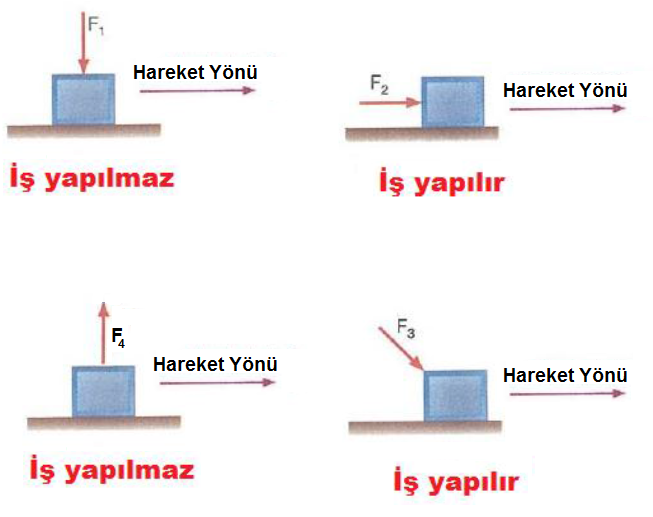 F1
Hareket Yönü
İş yapılmaz
F2
Hareket Yönü
İş yapılır
F4
Hareket Yönü
İş yapılmaz
F3
Hareket Yönü
İş yapılır